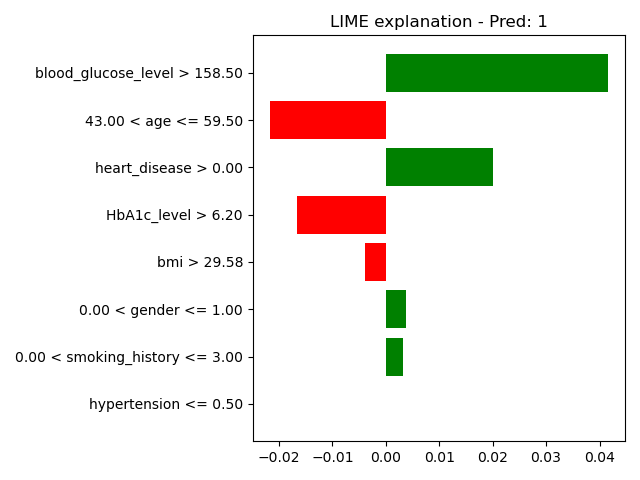 LIME explanation - Pred: 1
blood_glucose_level > 158.50
43.00 < age <= 59.50
heart_disease > 0.00
HbA1c_level > 6.20
bmi > 29.58
0.00 < gender <= 1.00
0.00 < smoking_history <= 3.00
hypertension <= 0.50
−0.02 −0.01 0.00 0.01 0.02 0.03 0.04